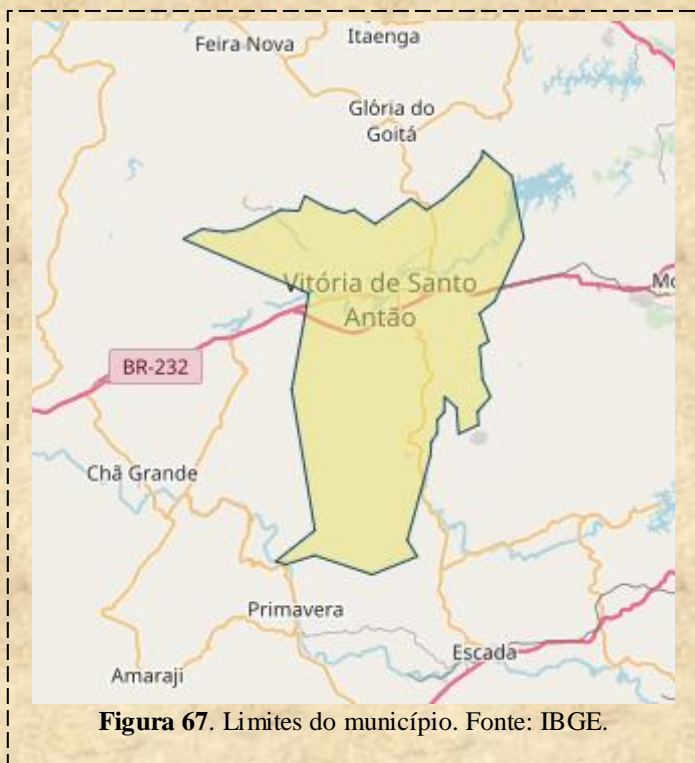 Feira Nova
Itaenga
Glória do
Goitá
Vitória de Santo
Antão
Mo
BR-232
Chã Grande
Primavera
Escada
Amaraji
Figura 67. Limites do município. Fonte: IBGE.